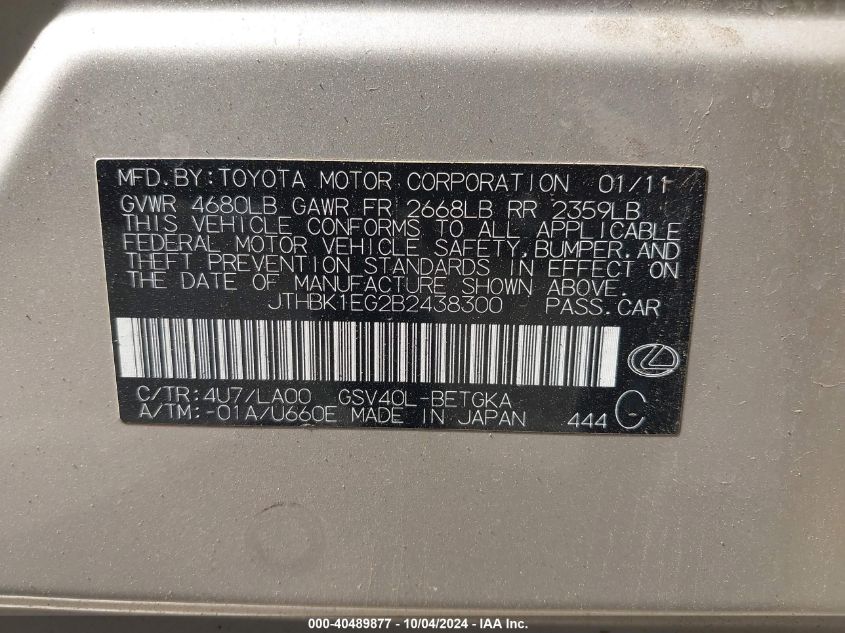 MFD.BY:TOYOTA MOTOR CORPORATION 01/11
GVWR 4680LB GAWR FR 2668LB RR 2359LB
THIS VEHICLE CONFORMS TO ALL APPLICABLE
FEDERAL MOTOR VEHICLE SAFETY,BUMPER,AND
THEFT PREVENTION STANDARDS IN EFFECT ON
THE DATE OF MANUFACTURE SHOWN ABOVE.
JTHBK1EG2B2438300 PASS.CAR
C/TR:4U7/LA00 GSV40L-BETGKA
A/TM:-01A/U660E MADE IN JAPAN 444 C
000-40489877 - 10/04/2024 - © IAA, Inc.